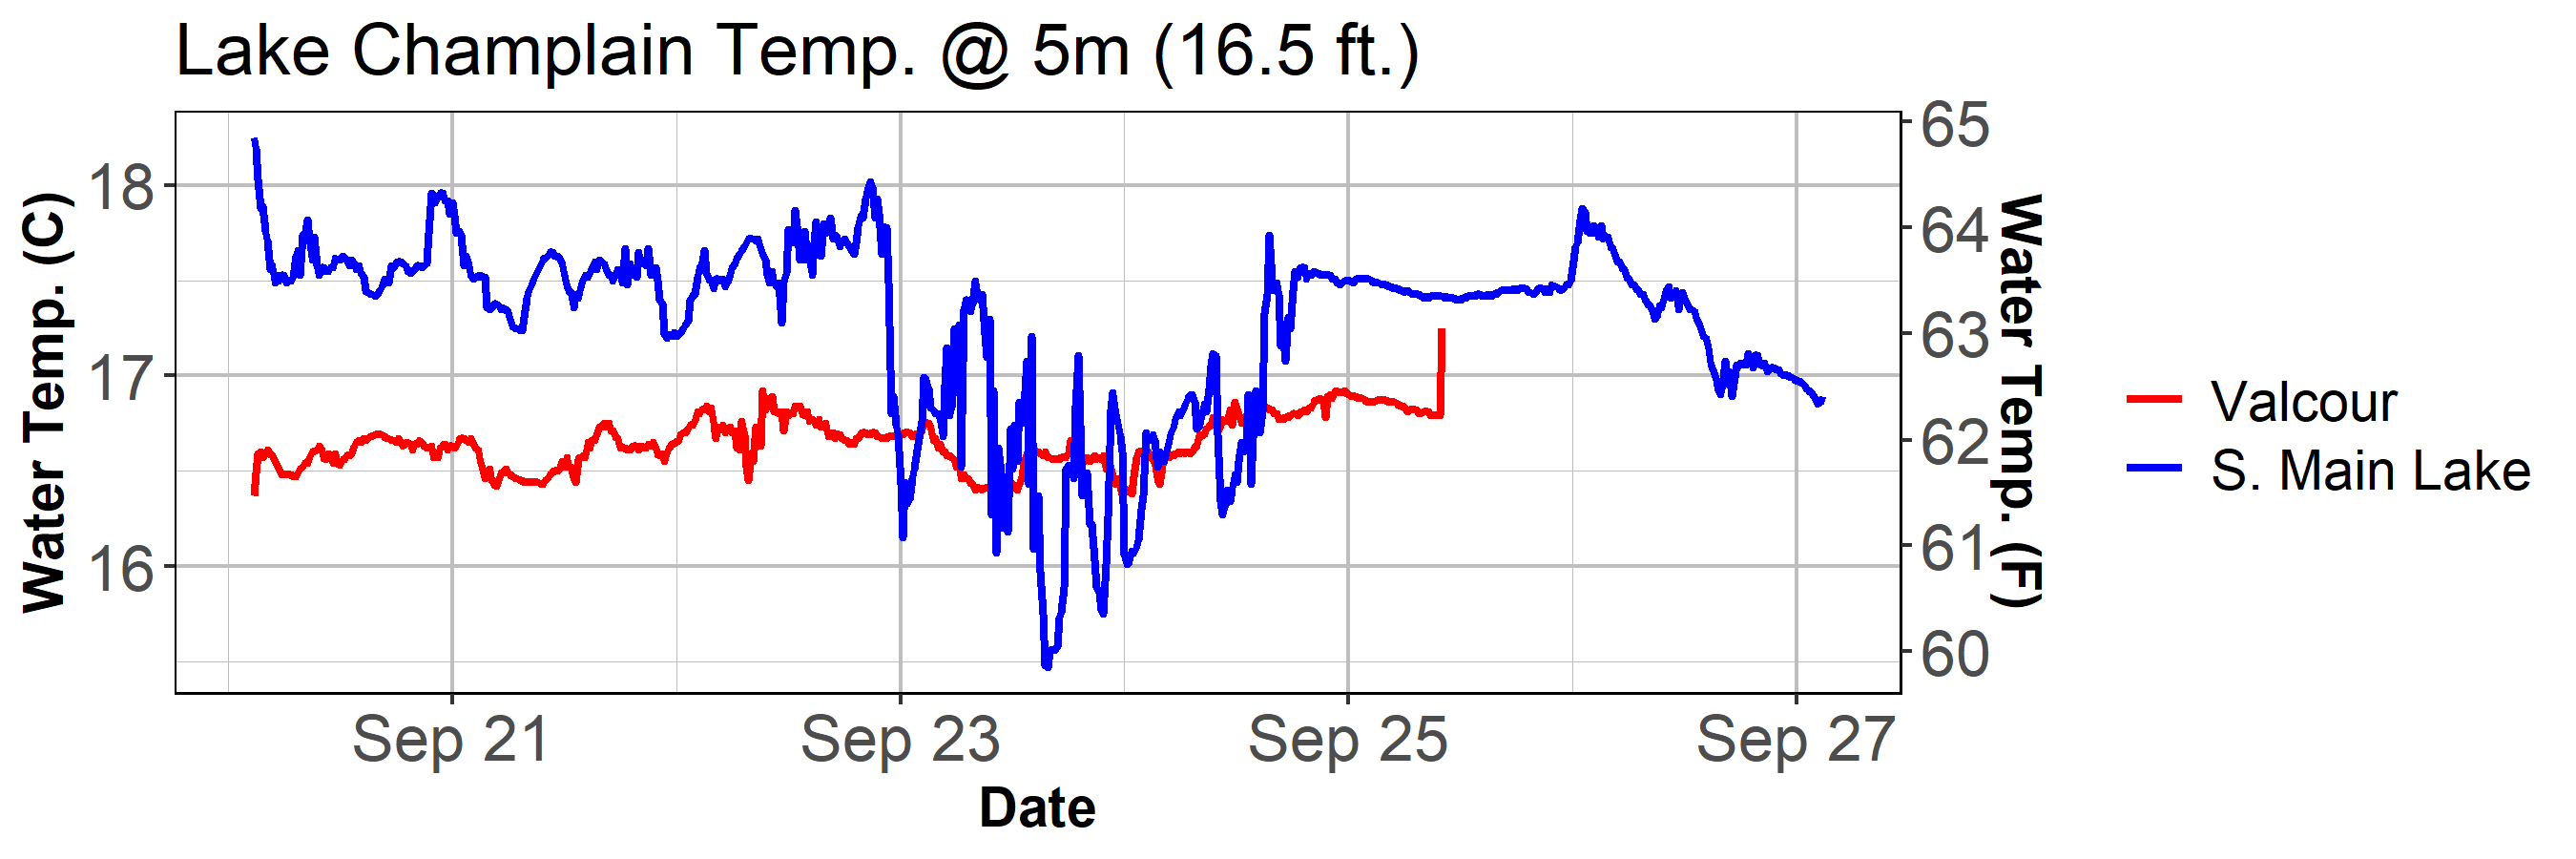 Lake Champlain Temp. @ 5m (16.5 ft.)
Water Temp. (C)
18
17
16
65
64
63
62
61
60
Water Temp. (F)
Sep 21
Sep 23
Sep 25
Sep 27
Date
Valcour
S. Main Lake